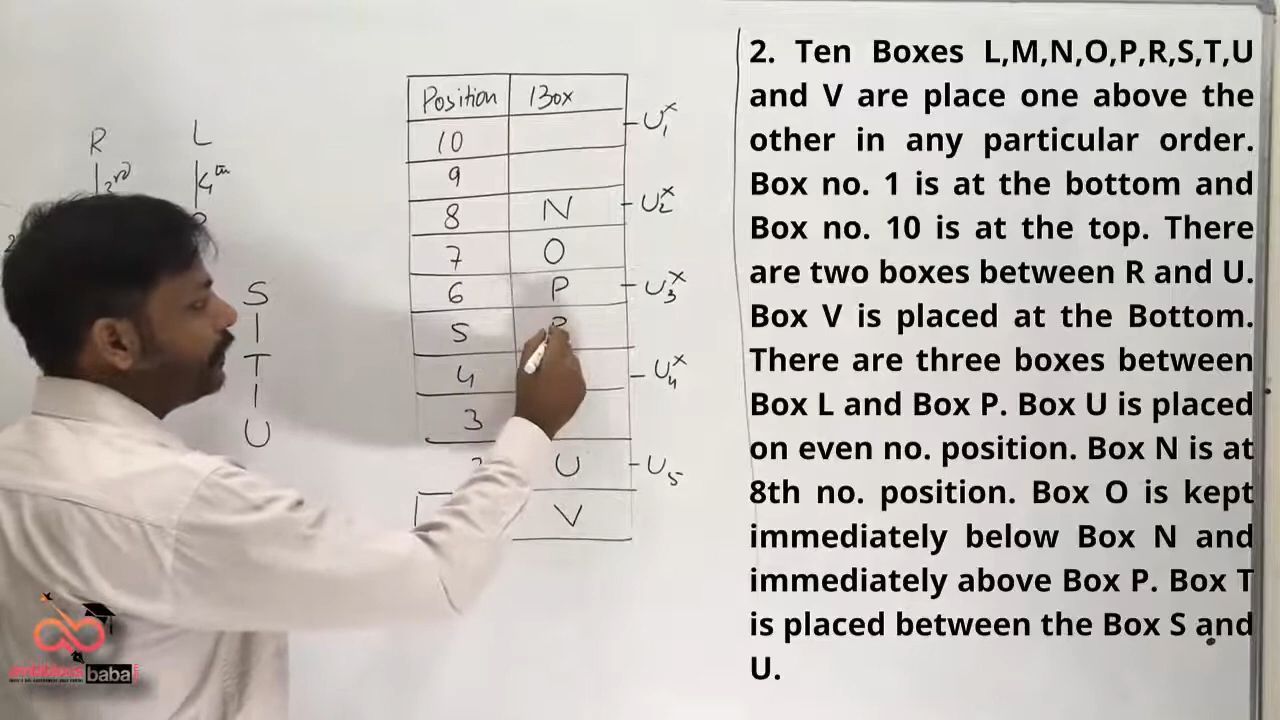 R L
3rd 4th
S
T
U
Position Box
10
9
8 N
7 O
6 P
5
4
3
U
V
U1 x
U2 x
U3 x
U4 x
U5
2. Ten Boxes L,M,N,O,P,R,S,T,U
and V are place one above the
other in any particular order.
Box no. 1 is at the bottom and
Box no. 10 is at the top. There
are two boxes between R and U.
Box V is placed at the Bottom.
There are three boxes between
Box L and Box P. Box U is placed
on even no. position. Box N is at
8th no. position. Box O is kept
immediately below Box N and
immediately above Box P. Box T
is placed between the Box S and
U.
ambitious baba